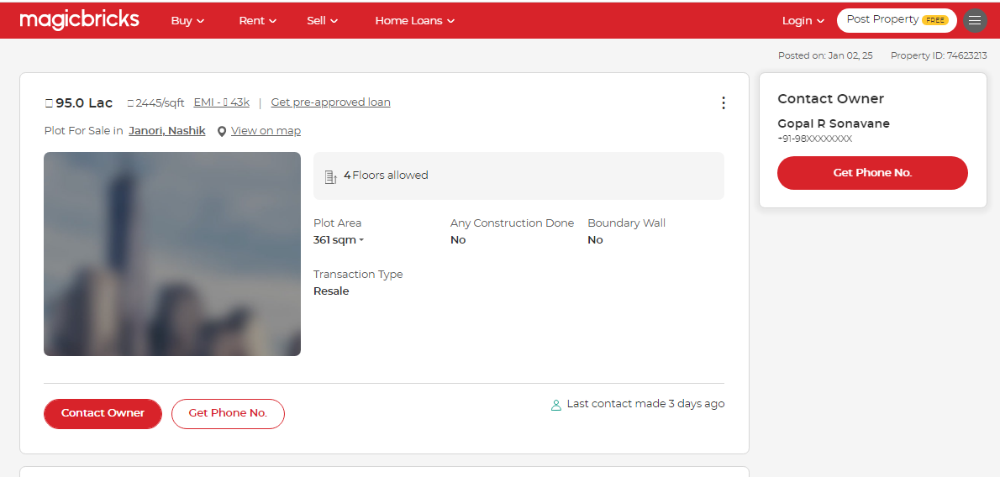 magicbricks Buy Rent Sell Home Loans Login Post Property FREE
Posted on: Jan 02, 25 Property ID: 74623213
95.0 Lac 2445/sqft EMI - 43k | Get pre-approved loan
Plot For Sale in Janori, Nashik View on map
4 Floors allowed
Plot Area Any Construction Done Boundary Wall
361 sqm No No
Transaction Type
Resale
Contact Owner Get Phone No. Last contact made 3 days ago
Contact Owner
Gopal R Sonavane
+91-98XXXXXXXX
Get Phone No.